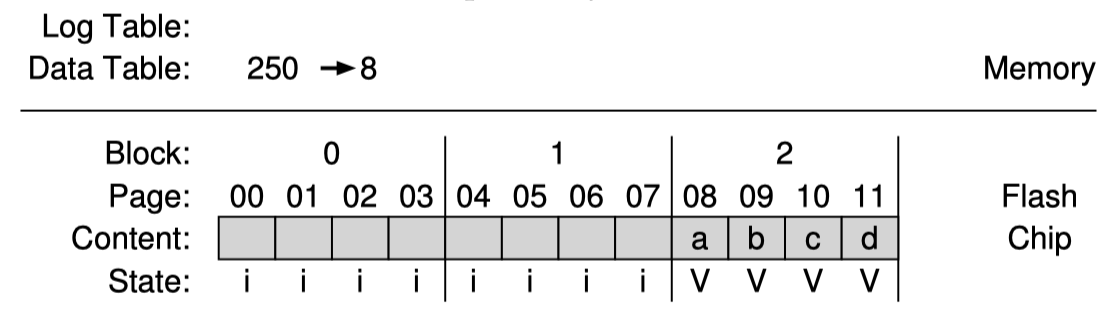 Log Table:
Data Table: 250 → 8 Memory
Block: 0 1 2
Page: 00 01 02 03 04 05 06 07 08 09 10 11 Flash
Content: a b c d Chip
State: i i i i i i i i V V V V